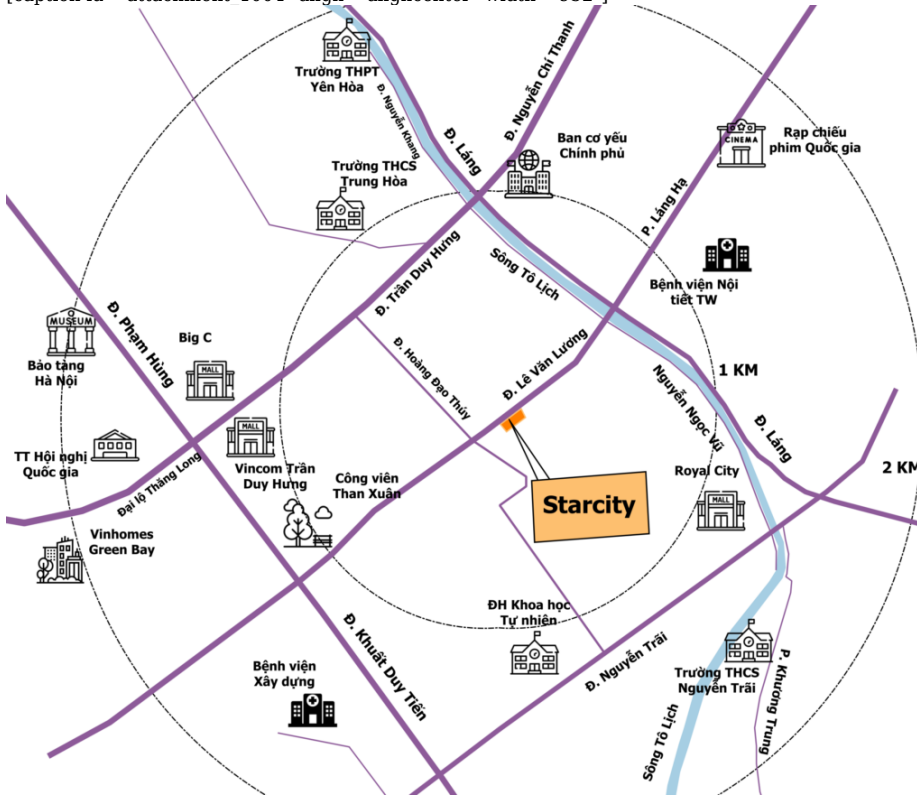 Trường THPT
Yên Hòa
Đ. Nguyễn Khang
Đ. Láng
Đ. Nguyễn Chí Thanh
Ban cơ yếu
Chính phủ
CINEMA
Rạp chiếu
phim Quốc gia
Trường THCS
Trung Hòa
P. Láng Hạ
Sông Tô Lịch
Bệnh viện Nội
tiết TW
Đ. Trần Duy Hưng
Đ. Phạm Hùng
MUSEUM
Bảo tàng
Hà Nội
Big C
MALL
Đ. Hoàng Đạo Thúy
Đ. Lê Văn Lương
1 KM
Nguyễn Ngọc Vũ
Đ. Láng
2 KM
TT Hội nghị
Quốc gia
Đại lộ Thăng Long
MALL
Vincom Trần
Duy Hưng
Công viên
Than Xuân
Starcity
Royal City
MALL
Vinhomes
Green Bay
ĐH Khoa học
Tự nhiên
Đ. Khuất Duy Tiến
Đ. Nguyễn Trãi
Trường THCS
Nguyễn Trãi
P. Khương Trung
Bệnh viện
Xây dựng
Sông Tô Lịch